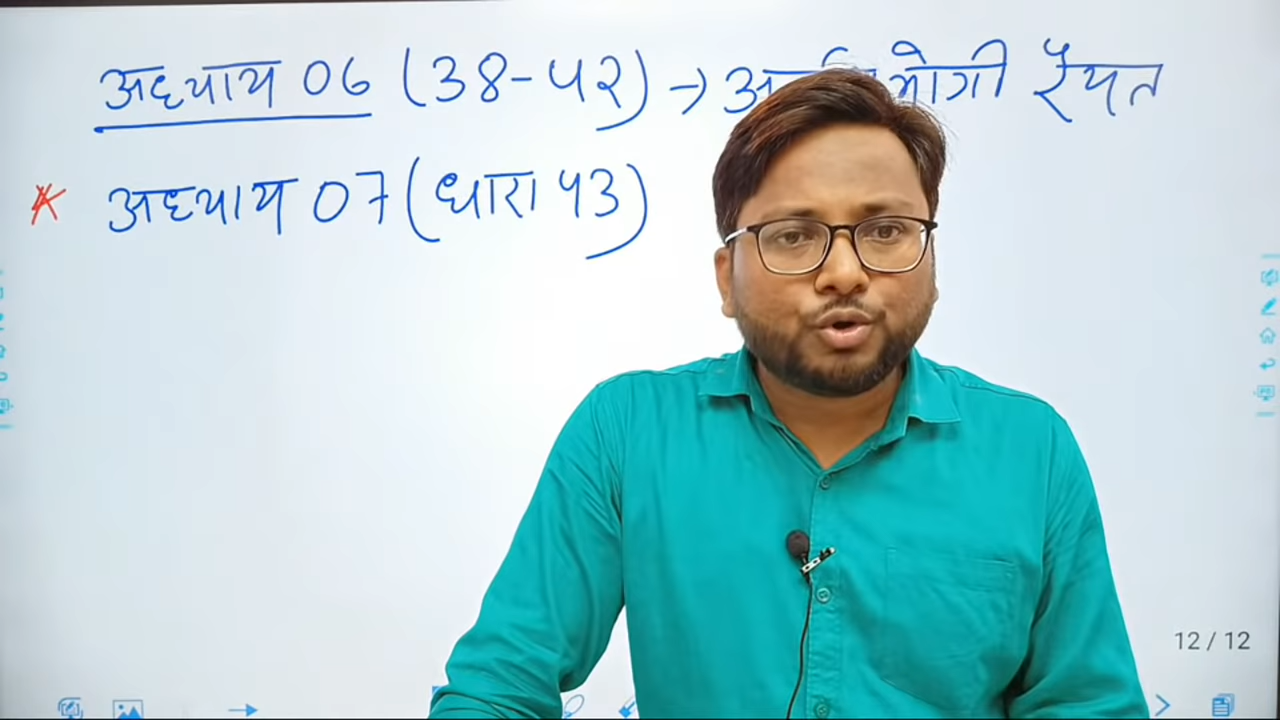 अध्याय 06 (38-42) → योगी रैयत
* अध्याय 07 (धारा 43)
12 / 12